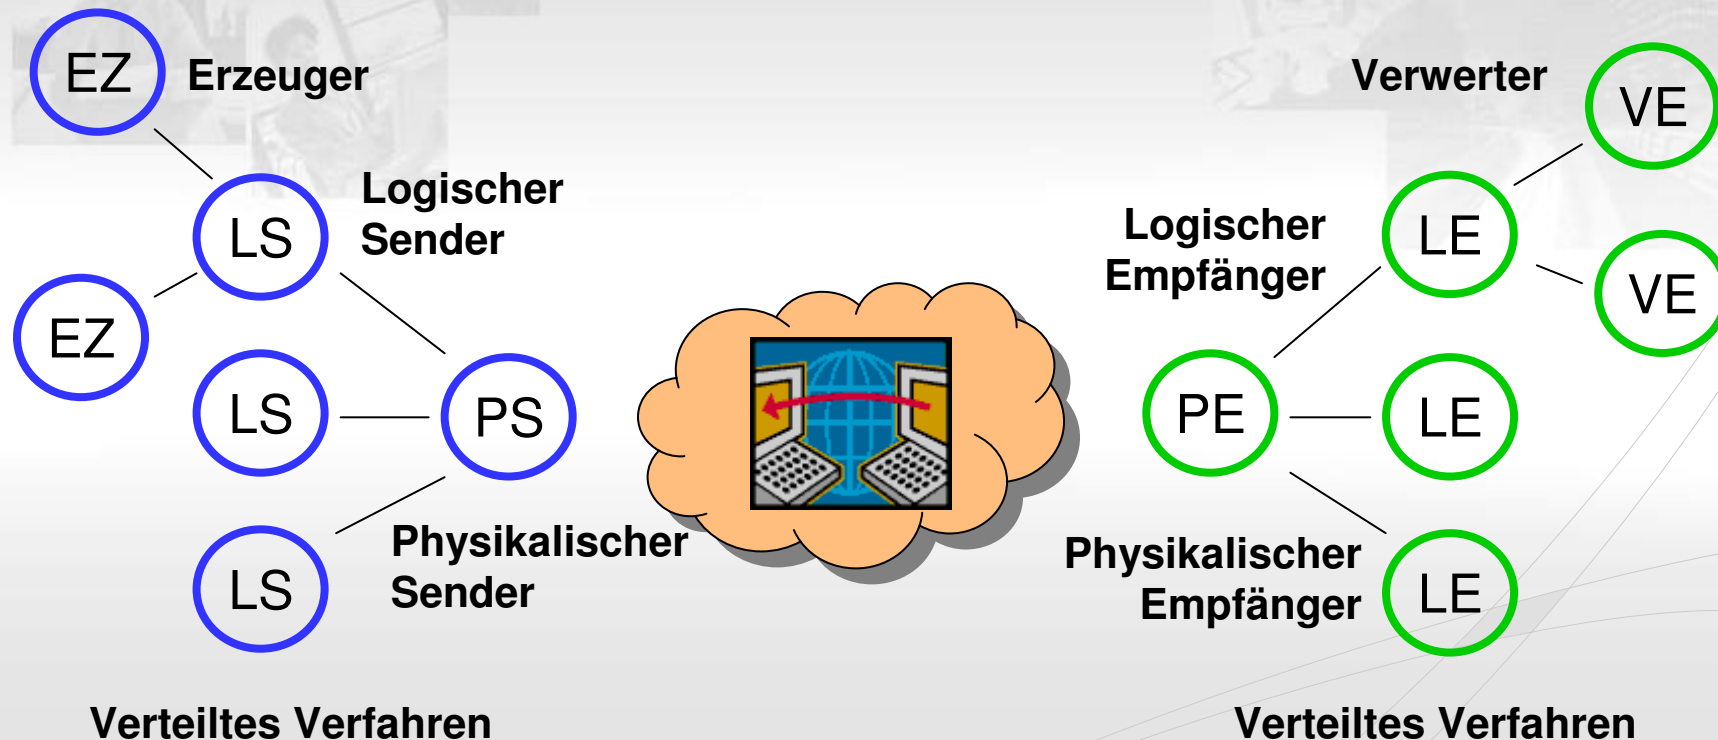 EZ
Erzeuger
Logischer
Sender
LS
EZ
LS
PS
LS
Physikalischer
Sender
Verteiltes Verfahren
Verwerter
VE
Logischer
Empfänger
LE
VE
PE
LE
Physikalischer
Empfänger
LE
Verteiltes Verfahren